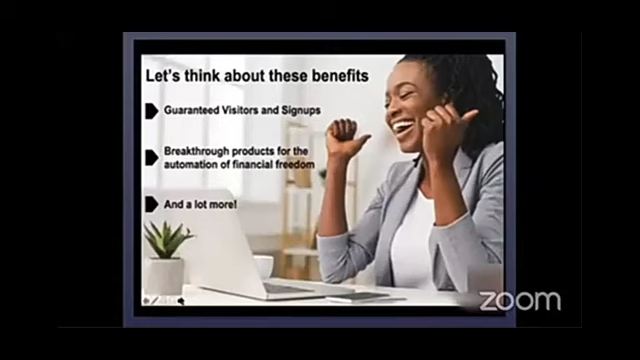 Let's think about these benefits
Guaranteed Visitors and Signups
Breakthrough products for the
automation of financial freedom
And a lot more!
zoom